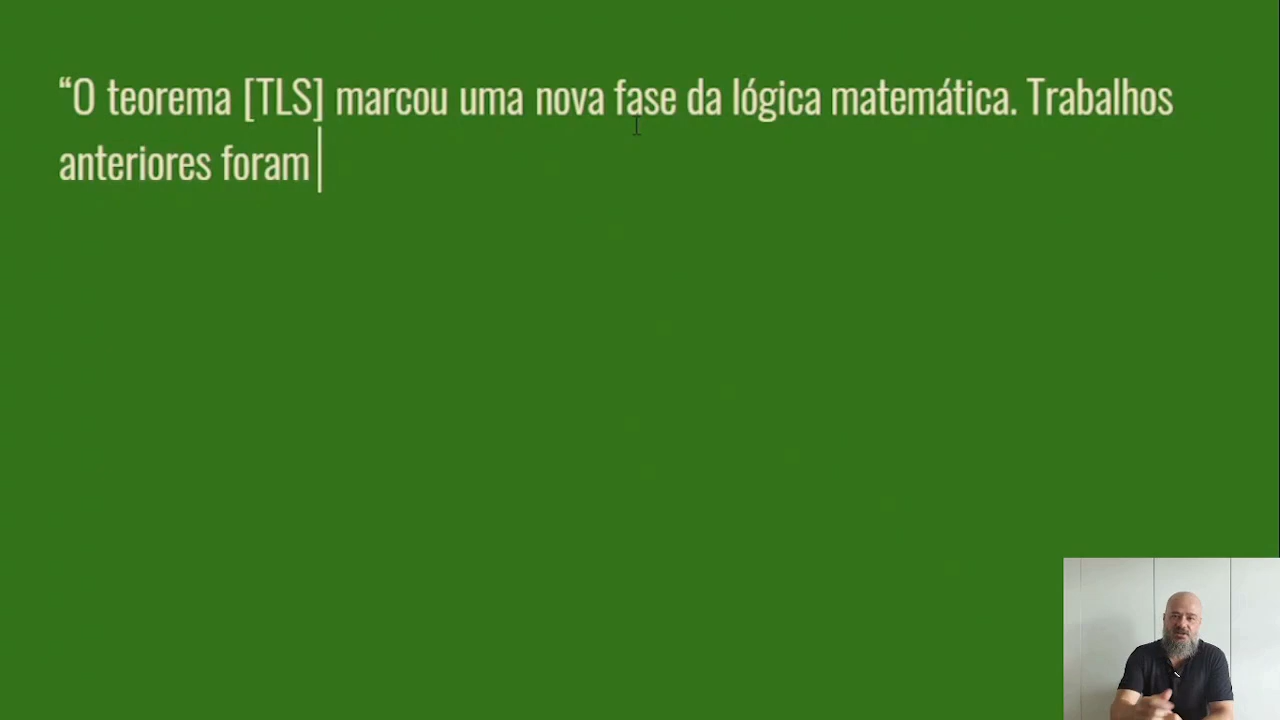 “O teorema [TLS] marcou uma nova fase da lógica matemática. Trabalhos
anteriores foram